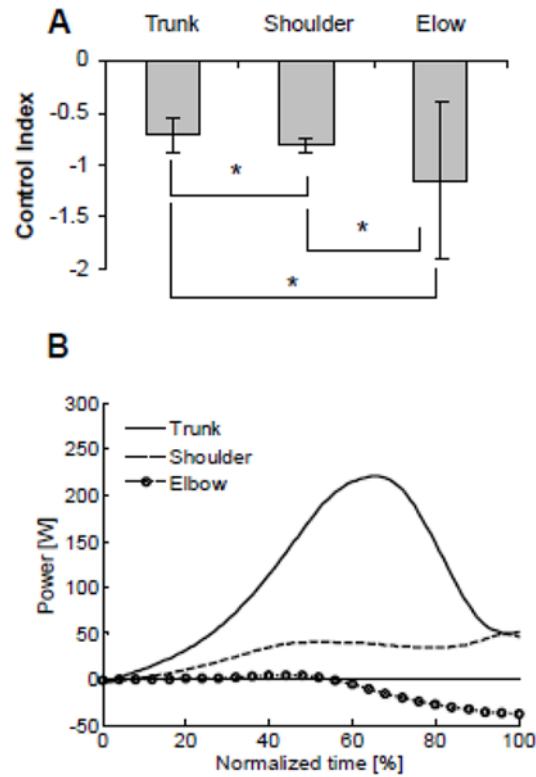 A
Trunk Shoulder Elow
0
-0.5
-1
-1.5
-2
Control Index
*
*
*
B
300
250
200
150
100
50
0
-50
Power [W]
Trunk
Shoulder
Elbow
0 20 40 60 80 100
Normalized time [%]